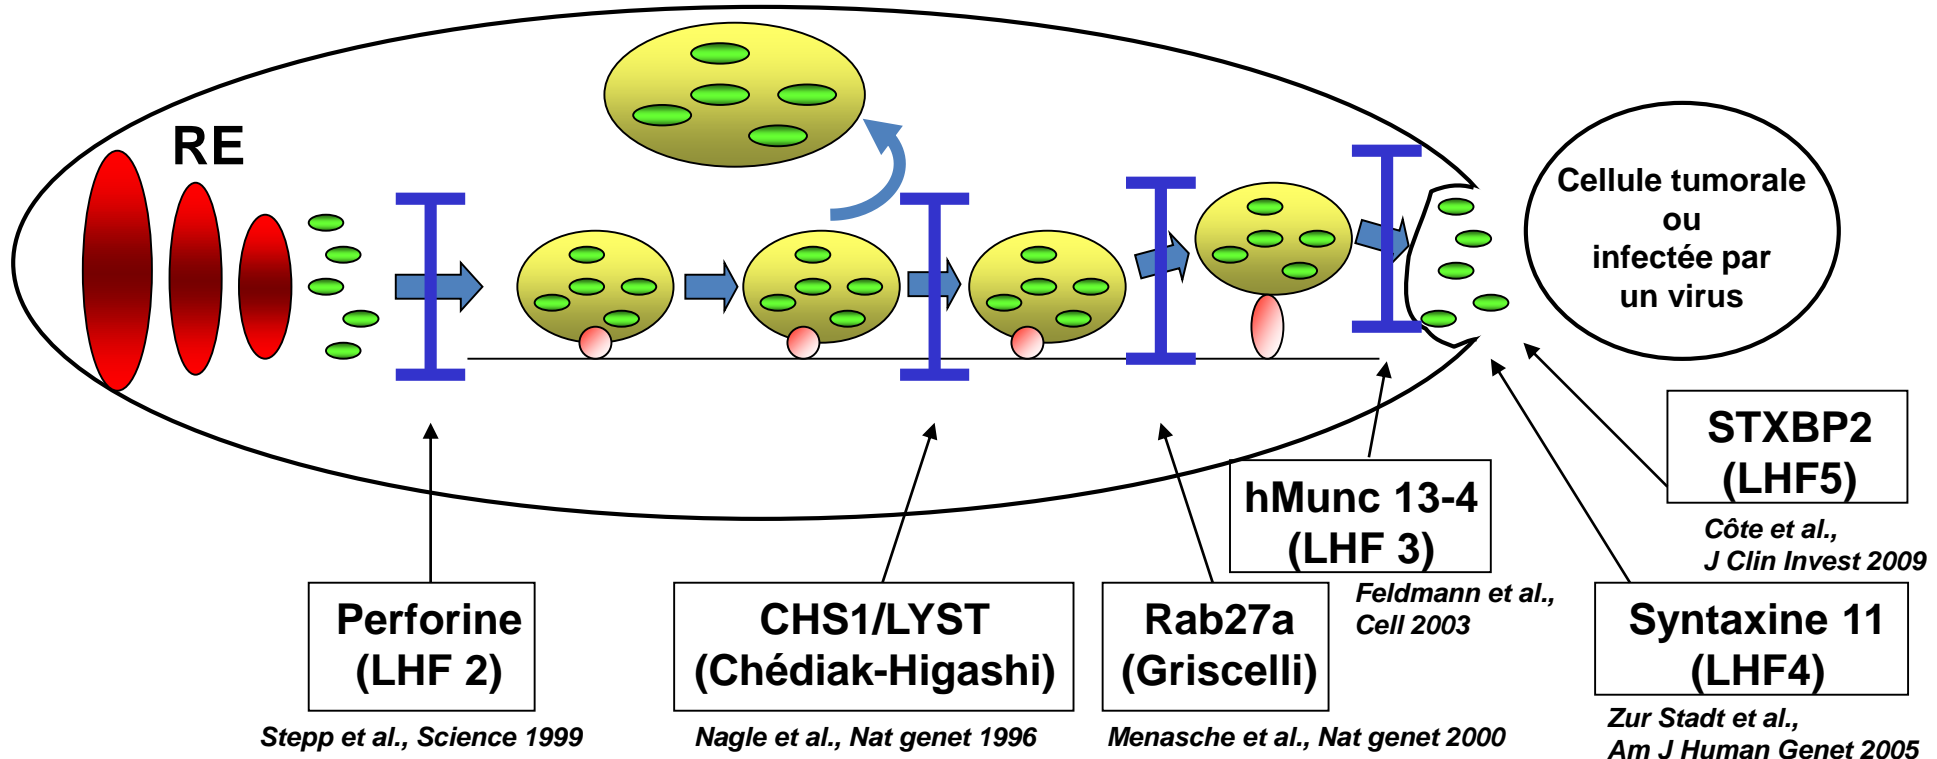 RE
Cellule tumorale
ou
infectée par
un virus
STXBP2
(LHF5)
Côte et al.,
J Clin Invest 2009
hMunc 13-4
(LHF 3)
Feldmann et al.,
Cell 2003
Perforine
(LHF 2)
Stepp et al., Science 1999
CHS1/LYST
(Chédiak-Higashi)
Nagle et al., Nat genet 1996
Rab27a
(Griscelli)
Menasche et al., Nat genet 2000
Syntaxine 11
(LHF4)
Zur Stadt et al.,
Am J Human Genet 2005